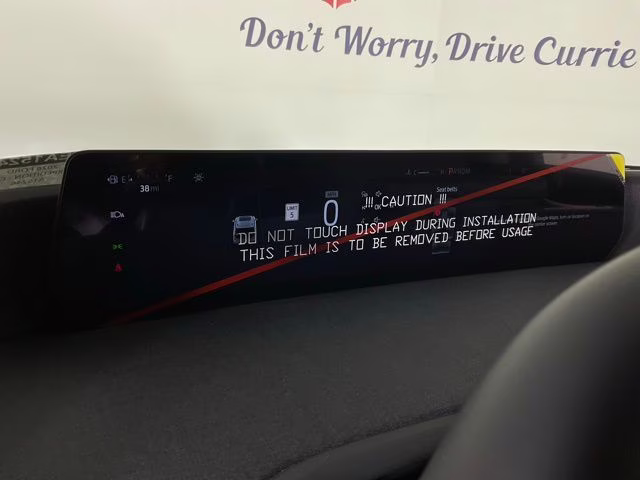 Don't Worry, Drive Currie
E F
38 mi
LIMIT
5
0
C H PRNDM
Seat belts
!!! CAUTION !!!
DO NOT TOUCH DISPLAY DURING INSTALLATION
THIS FILM IS TO BE REMOVED BEFORE USAGE